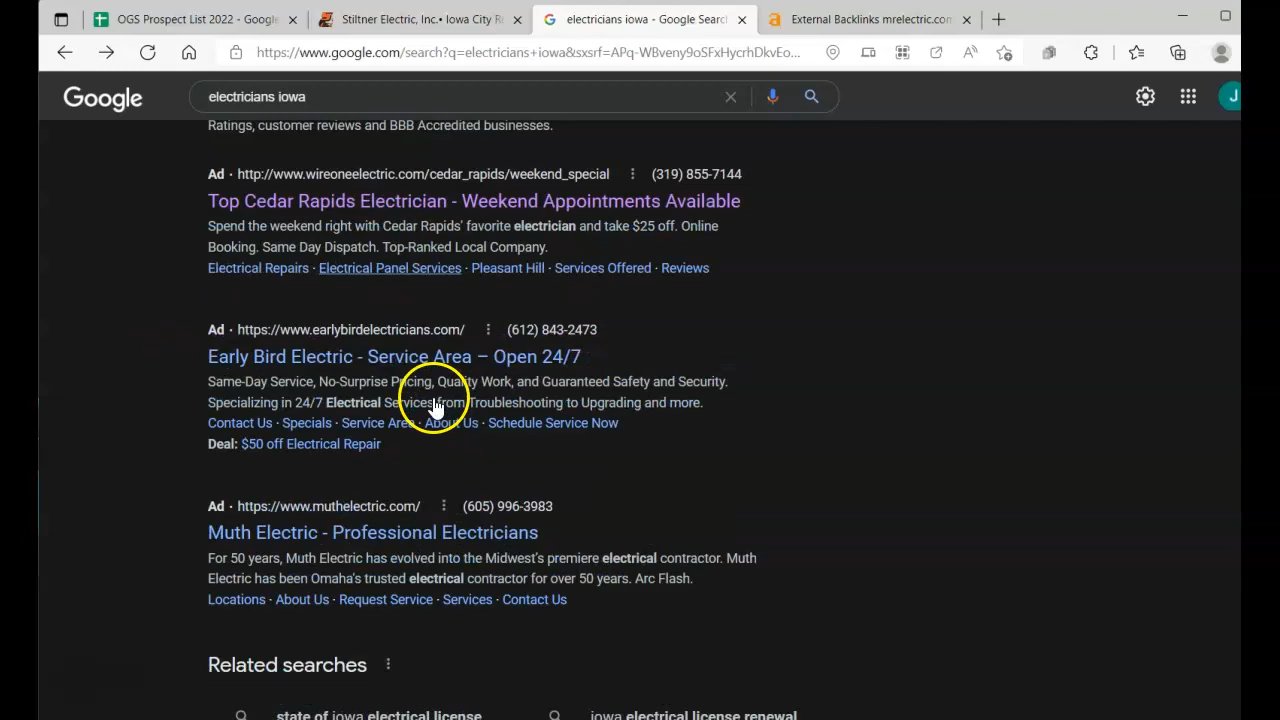 OGS Prospect List 2022 - Google
Stiltner Electric, Inc.• Iowa City R
electricians iowa - Google Searc
External Backlinks mrelectric.com
https://www.google.com/search?q=electricians+iowa&sxsrf=APq-WBveny9oSFxHycrhDkvEo...
Google
electricians iowa
J
Ratings, customer reviews and BBB Accredited businesses.
Ad · http://www.wireoneelectric.com/cedar_rapids/weekend_special (319) 855-7144
Top Cedar Rapids Electrician - Weekend Appointments Available
Spend the weekend right with Cedar Rapids' favorite electrician and take $25 off. Online
Booking. Same Day Dispatch. Top-Ranked Local Company.
Electrical Repairs · Electrical Panel Services · Pleasant Hill · Services Offered · Reviews
Ad · https://www.earlybirdelectricians.com/ (612) 843-2473
Early Bird Electric - Service Area – Open 24/7
Same-Day Service, No-Surprise Pricing, Quality Work, and Guaranteed Safety and Security.
Specializing in 24/7 Electrical Services from Troubleshooting to Upgrading and more.
Contact Us · Specials · Service Area · About Us · Schedule Service Now
Deal: $50 off Electrical Repair
Ad · https://www.muthelectric.com/ (605) 996-3983
Muth Electric - Professional Electricians
For 50 years, Muth Electric has evolved into the Midwest's premiere electrical contractor. Muth
Electric has been Omaha's trusted electrical contractor for over 50 years. Arc Flash.
Locations · About Us · Request Service · Services · Contact Us
Related searches
state of iowa electrical license
iowa electrical license renewal